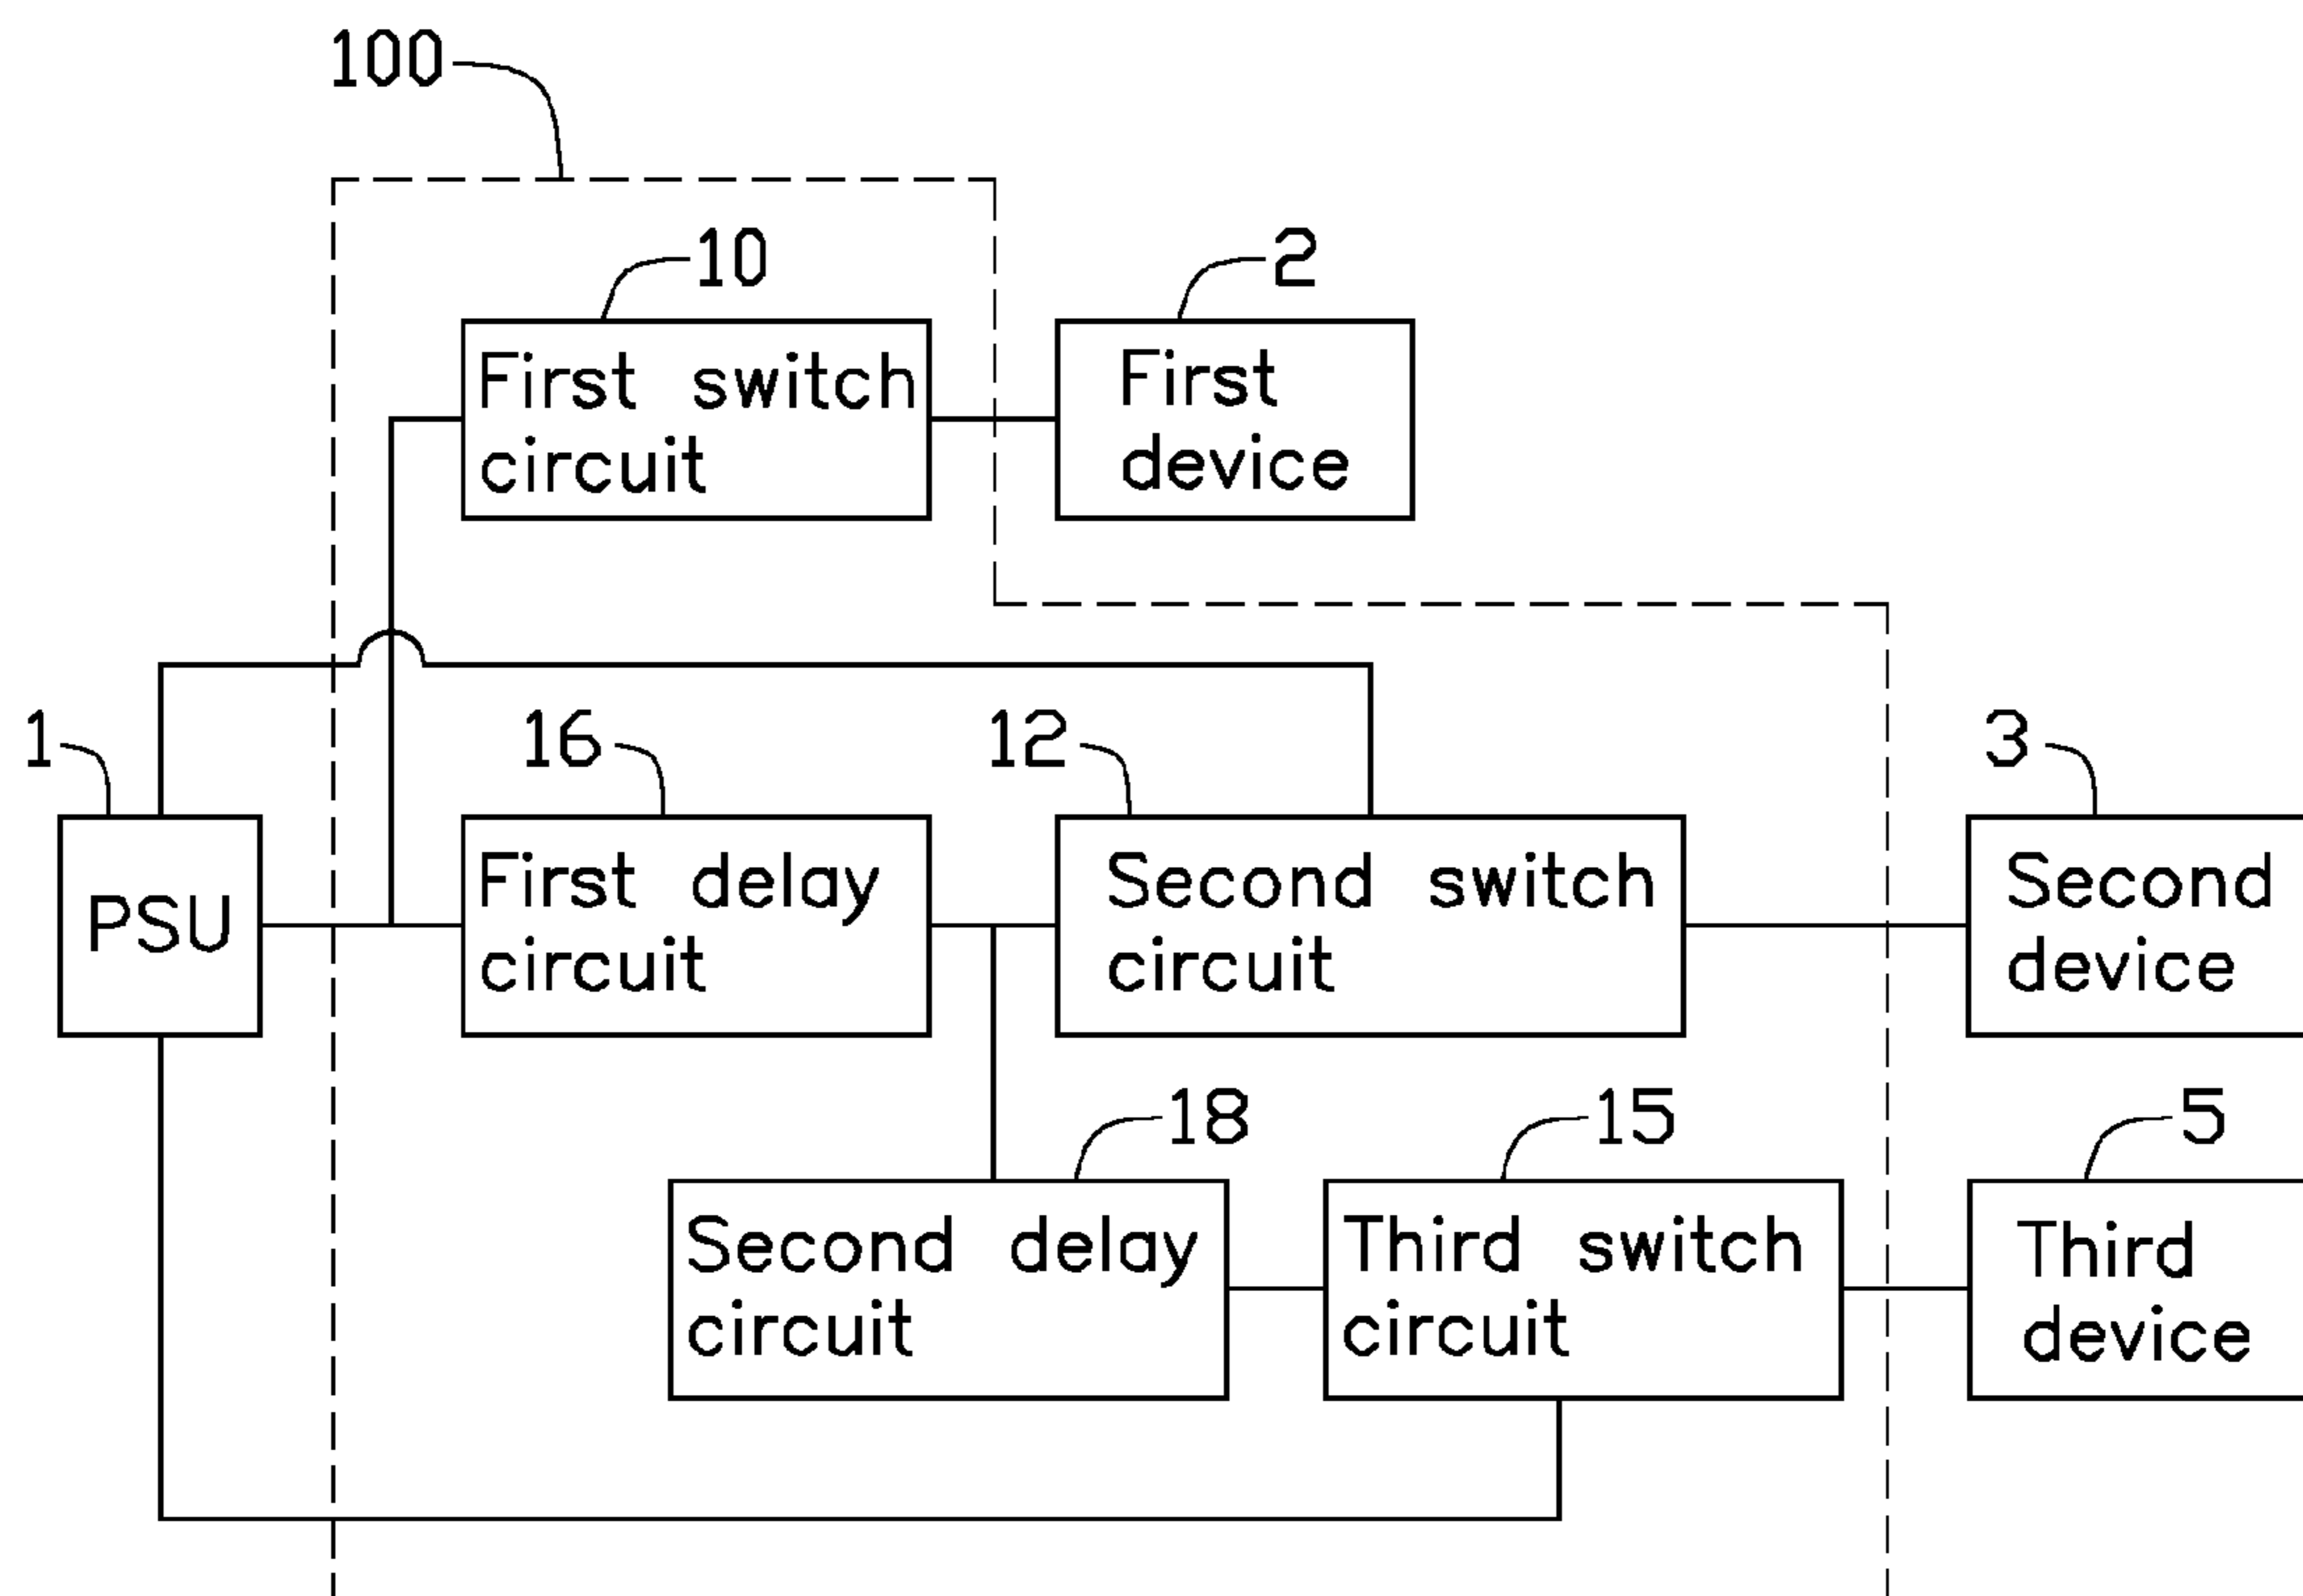 100
10
2
First switch
circuit
First
device
1
16
12
3
PSU
First delay
circuit
Second switch
circuit
Second
device
18
15
5
Second delay
circuit
Third switch
circuit
Third
device